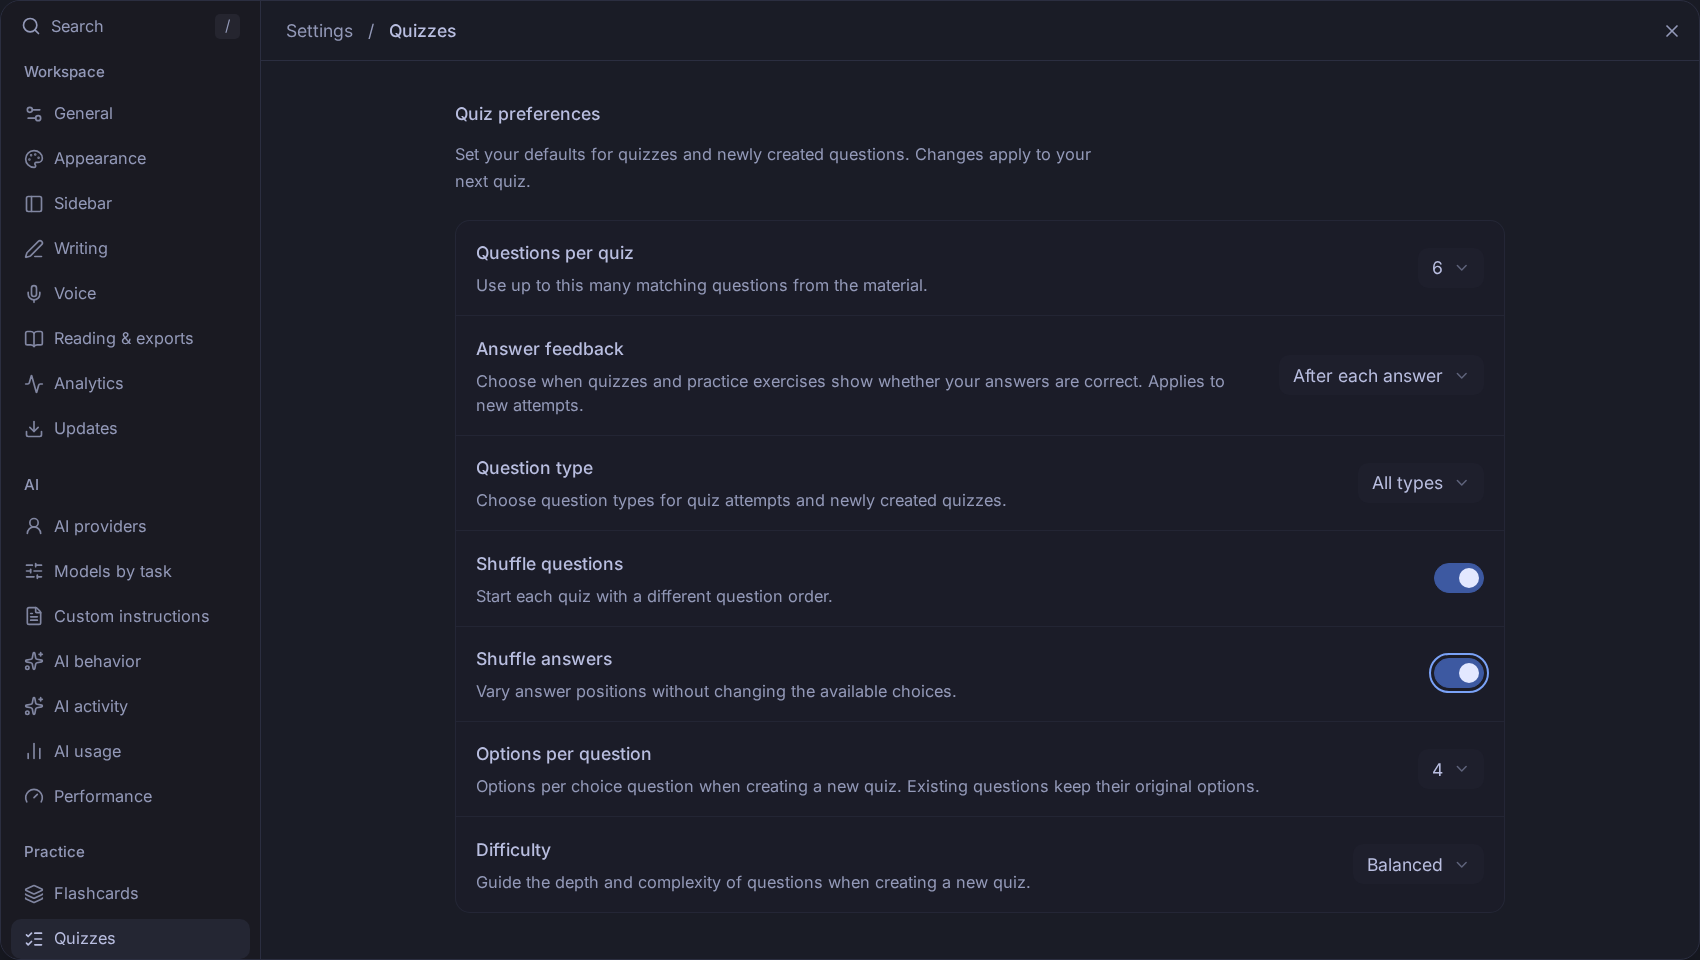 Search
/
Workspace
General
Appearance
Sidebar
Writing
Voice
Reading & exports
Analytics
Updates
AI
AI providers
Models by task
Custom instructions
AI behavior
AI activity
AI usage
Performance
Practice
Flashcards
Quizzes
Settings / Quizzes
Quiz preferences
Set your defaults for quizzes and newly created questions. Changes apply to your
next quiz.
Questions per quiz
Use up to this many matching questions from the material.
6
Answer feedback
Choose when quizzes and practice exercises show whether your answers are correct. Applies to
new attempts.
After each answer
Question type
Choose question types for quiz attempts and newly created quizzes.
All types
Shuffle questions
Start each quiz with a different question order.
Shuffle answers
Vary answer positions without changing the available choices.
Options per question
Options per choice question when creating a new quiz. Existing questions keep their original options.
4
Difficulty
Guide the depth and complexity of questions when creating a new quiz.
Balanced